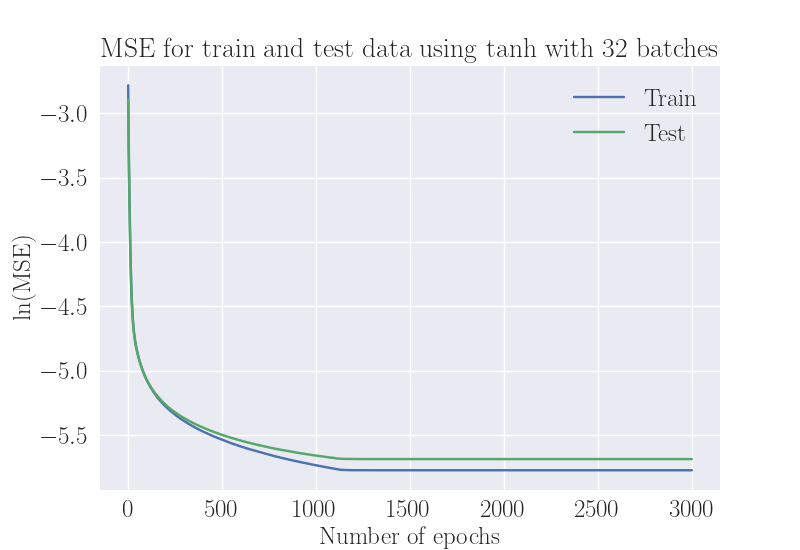 MSE for train and test data using tanh with 32 batches
Train
Test
ln(MSE)
−3.0
−3.5
−4.0
−4.5
−5.0
−5.5
0 500 1000 1500 2000 2500 3000
Number of epochs